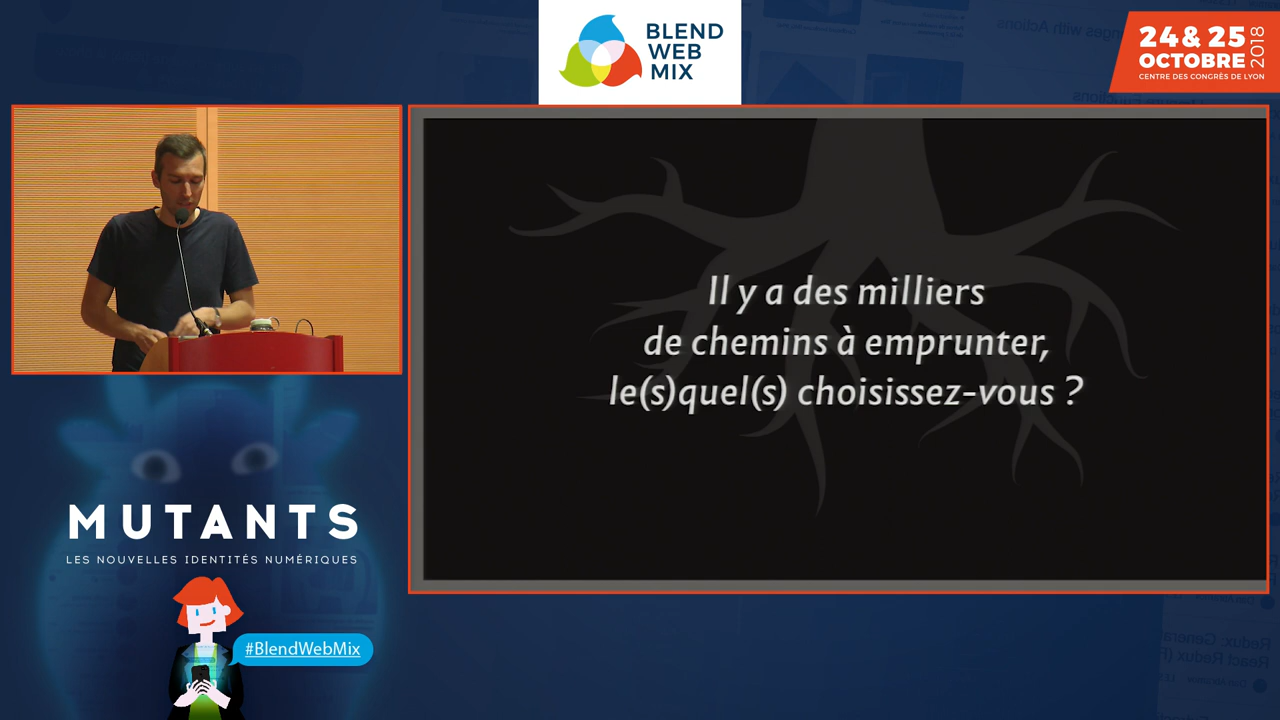 BLEND
WEB
MIX
24 & 25
OCTOBRE
2018
CENTRE DES CONGRÈS DE LYON
Il y a des milliers
de chemins à emprunter,
le(s)quel(s) choisissez-vous ?
MUTANTS
LES NOUVELLES IDENTITÉS NUMÉRIQUES
#BlendWebMix